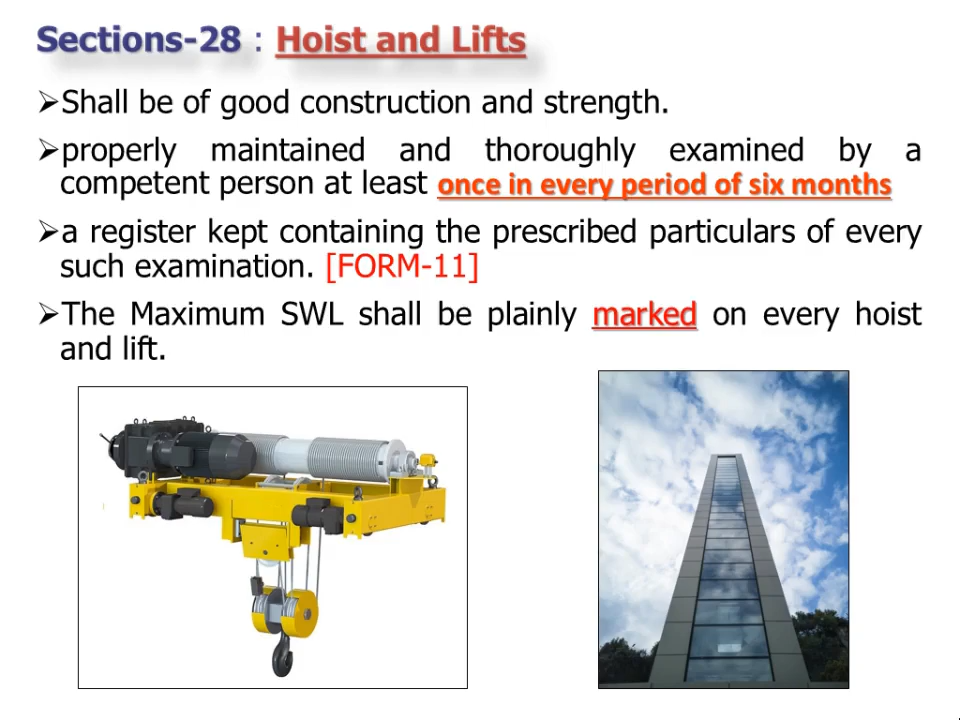 Sections-28 : Hoist and Lifts
➢Shall be of good construction and strength.
➢properly maintained and thoroughly examined by a
competent person at least once in every period of six months
➢a register kept containing the prescribed particulars of every
such examination. [FORM-11]
➢The Maximum SWL shall be plainly marked on every hoist
and lift.